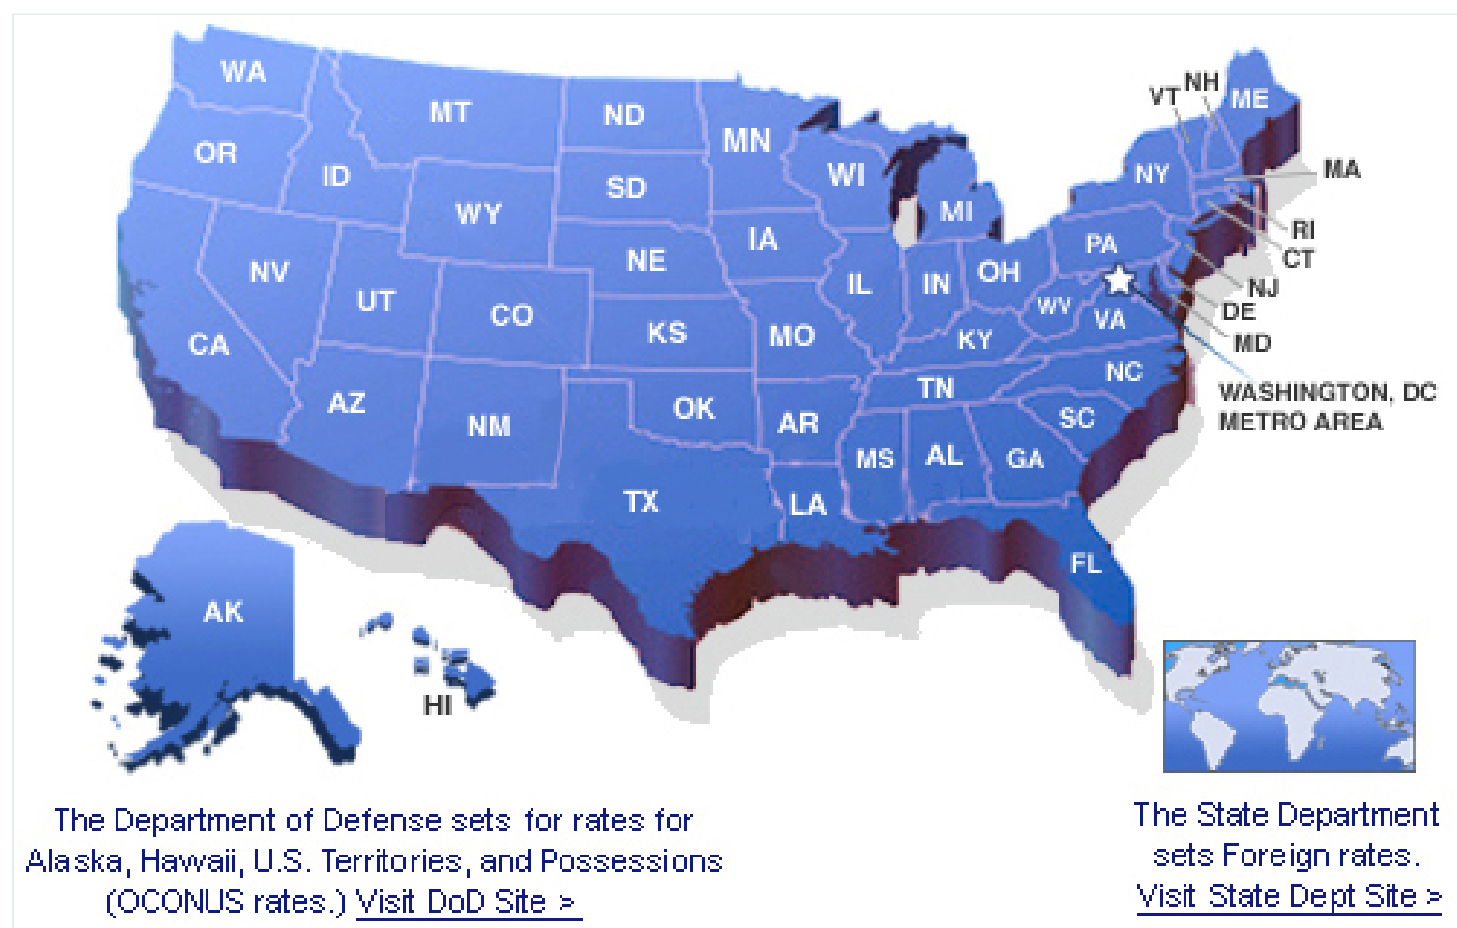 WA
MT
ND
MN
VT
NH
ME
OR
ID
SD
WI
NY
MA
WY
MI
RI
IA
PA
CT
NV
NE
IL
IN
OH
NJ
UT
CO
WV
VA
DE
CA
KS
MO
KY
MD
AZ
NM
OK
AR
TN
NC
WASHINGTON, DC
METRO AREA
SC
MS
AL
GA
TX
LA
FL
AK
HI
The Department of Defense sets for rates for
Alaska, Hawaii, U.S. Territories, and Possessions
(OCONUS rates.) Visit DoD Site >
The State Department
sets Foreign rates.
Visit State Dept Site >